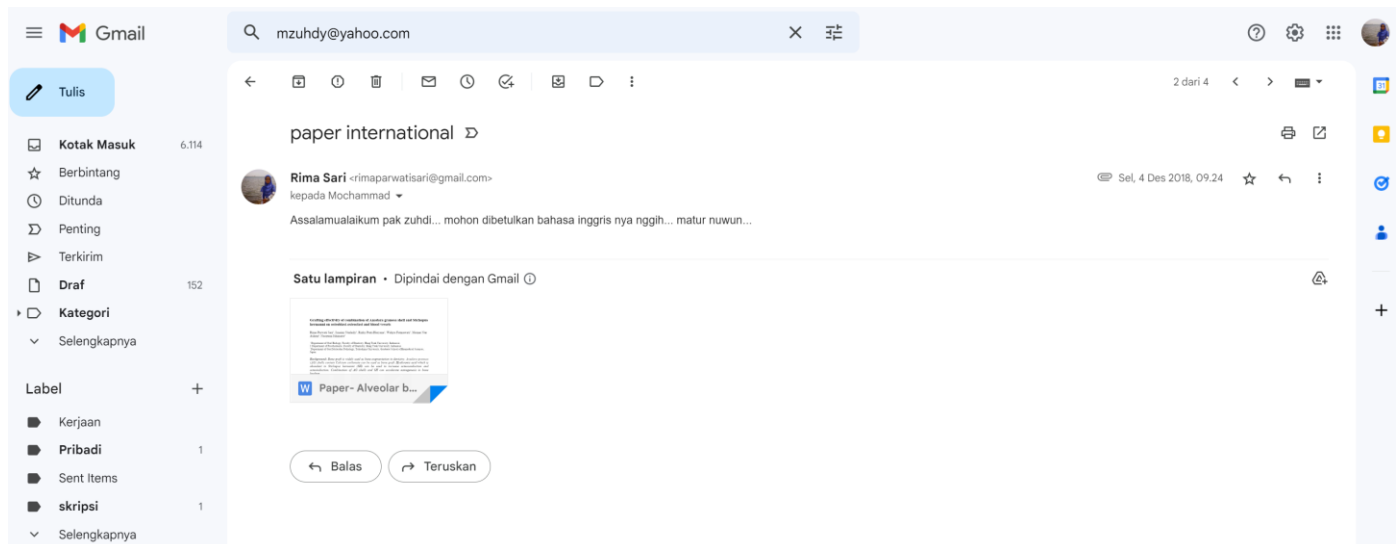 Gmail
mzuhdy@yahoo.com
Tulis
2 dari 4
Kotak Masuk 6.114
Berbintang
Ditunda
Penting
Terkirim
Draf 152
Kategori
Selengkapnya
Label
Kerjaan
Pribadi 1
Sent Items
skripsi 1
Selengkapnya
paper international
Rima Sari <rimaparwatisari@gmail.com>
Sel, 4 Des 2018, 09.24
kepada Mochammad
Assalamualaikum pak zuhdi... mohon dibetulkan bahasa inggris nya nggih... matur nuwun...
Satu lampiran • Dipindai dengan Gmail
W Paper- Alveolar b...
Balas
Teruskan
31